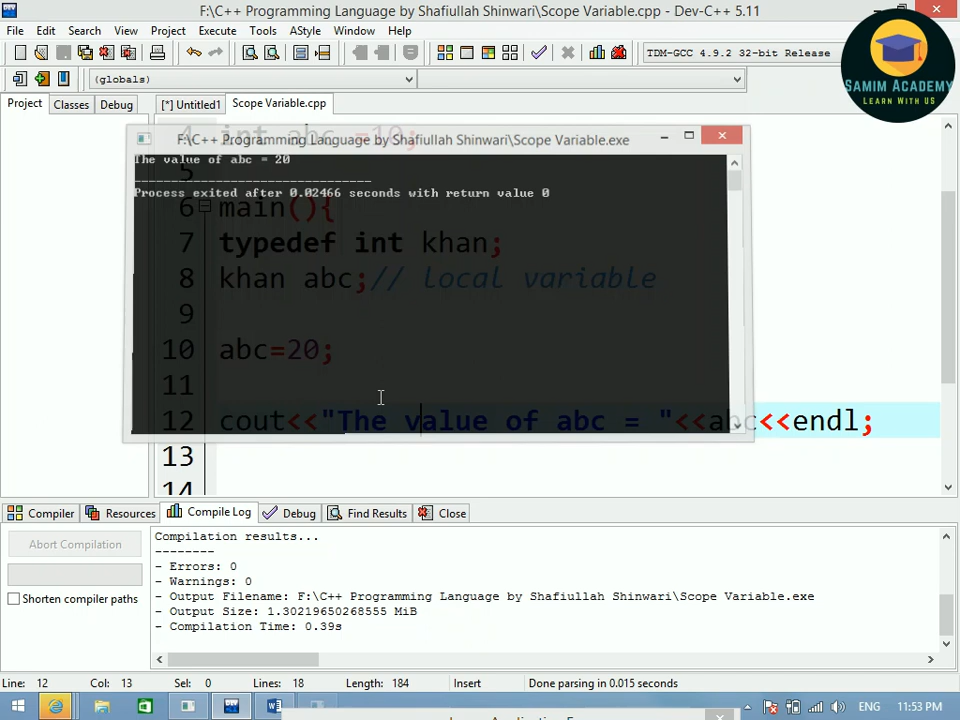 F:\C++ Programming Language by Shafiullah Shinwari\Scope Variable.cpp - Dev-C++ 5.11
File Edit Search View Project Execute Tools AStyle Window Help
TDM-GCC 4.9.2 32-bit Release
(globals)
SAMIM ACADEMY
LEARN WITH US
Project Classes Debug [*] Untitled1 Scope Variable.cpp
4 int abc =10;
F:\C++ Programming Language by Shafiullah Shinwari\Scope Variable.exe
The value of abc = 20
--------------------------------
Process exited after 0.02466 seconds with return value 0
5
6 main(){
7 typedef int khan;
8 khan abc;// local variable
9
10 abc=20;
11
12 cout<<"The value of abc = "<<abc<<endl;
13
14
Compiler Resources Compile Log Debug Find Results Close
Abort Compilation
Shorten compiler paths
Compilation results...
--------
- Errors: 0
- Warnings: 0
- Output Filename: F:\C++ Programming Language by Shafiullah Shinwari\Scope Variable.exe
- Output Size: 1.30219650268555 MiB
- Compilation Time: 0.39s
Line: 12 Col: 13 Sel: 0 Lines: 18 Length: 184 Insert Done parsing in 0.015 seconds
ENG 11:53 PM